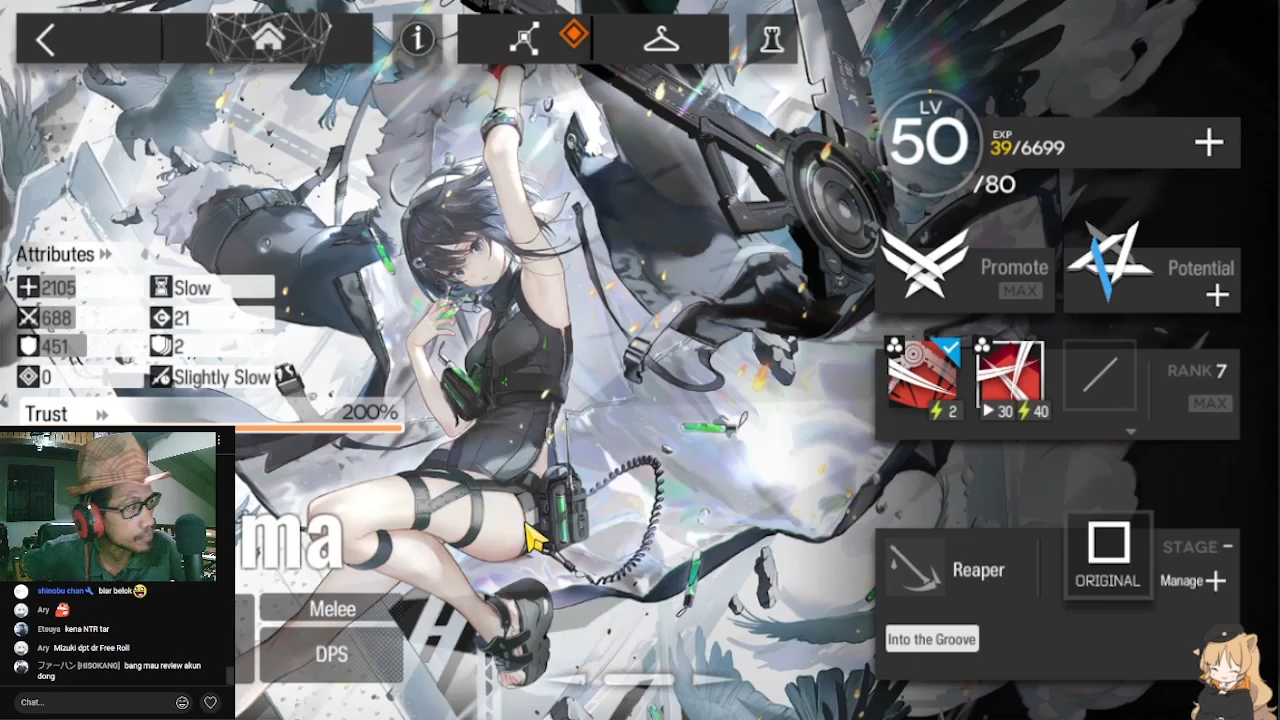 LV
50
EXP
39/6699
/80
Attributes
2105
Slow
688
21
451
2
0
Slightly Slow
Trust
200%
Promote
MAX
Potential
2
30
40
RANK 7
MAX
ma
Melee
DPS
Reaper
ORIGINAL
STAGE -
Manage
Into the Groove
shinobu chan biar belok
Ary
Etsuya kena NTR tar
Ary Mizuki dpt dr Free Roll
ファーハン [HISOKANG] bang mau review akun
dong
Chat...